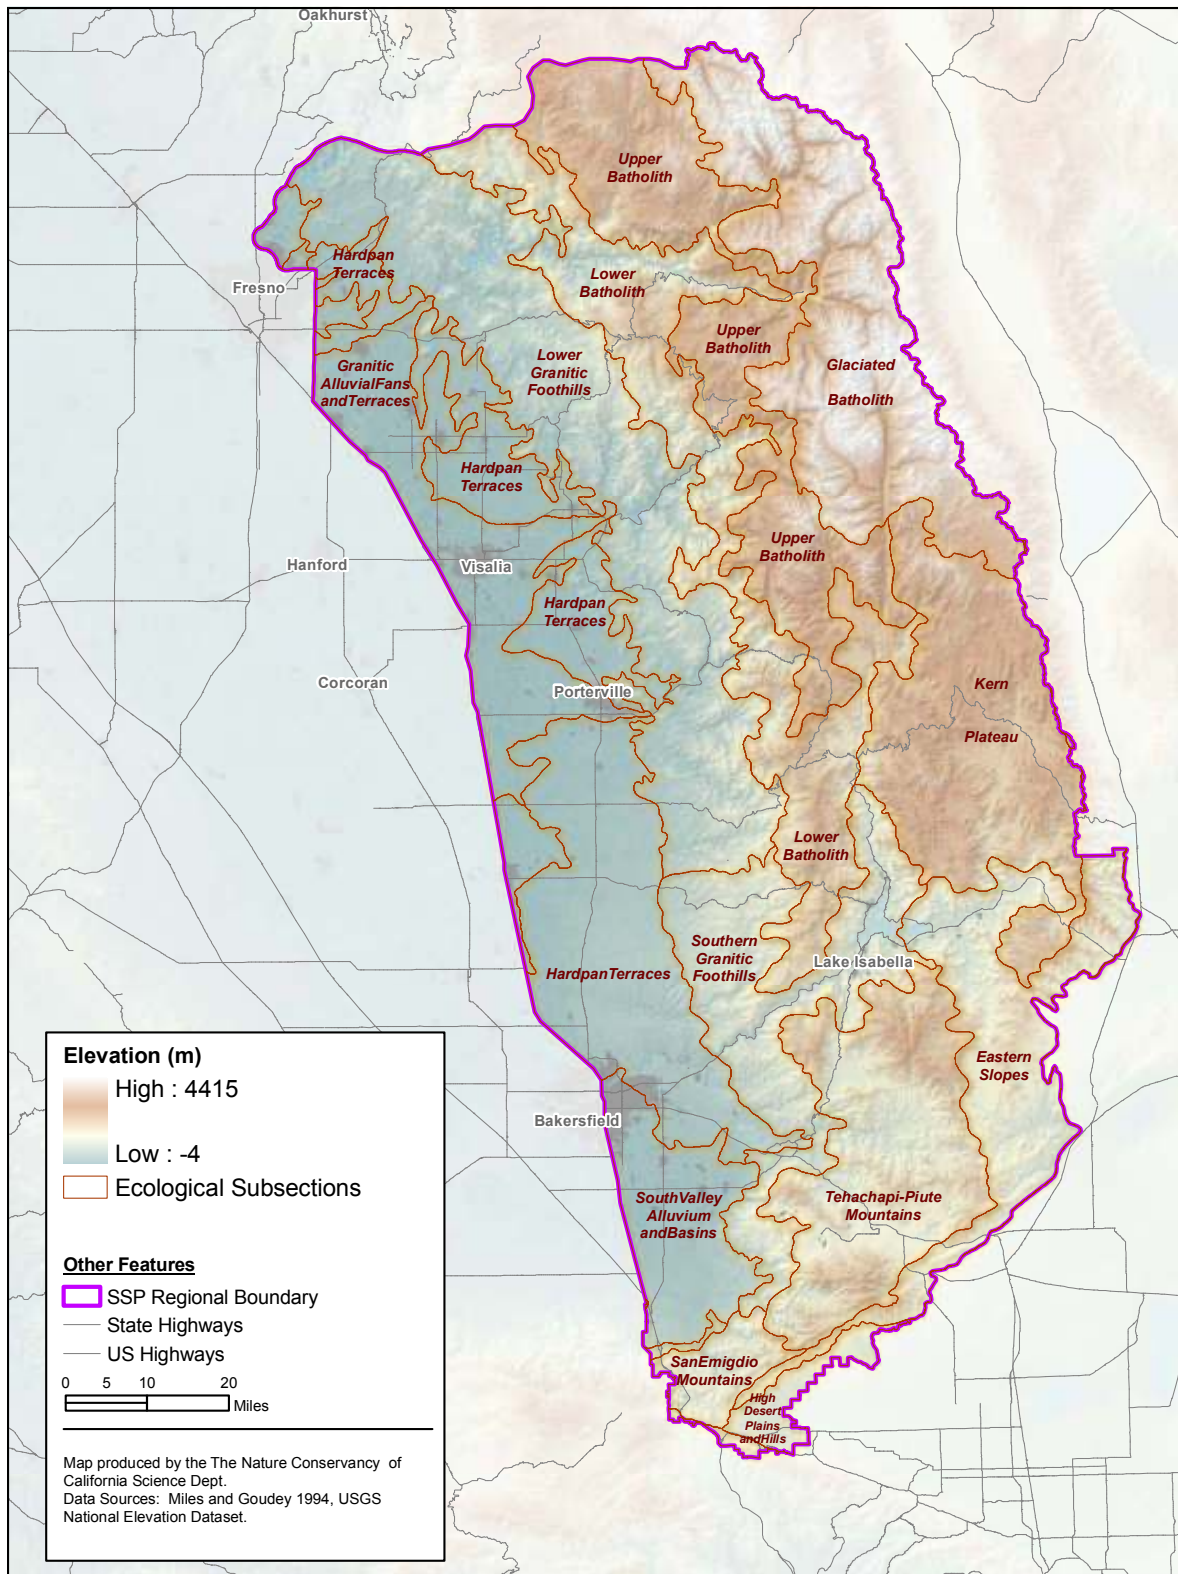 Oakhurst
Upper
Batholith
Hardpan
Terraces
Lower
Batholith
Fresno
Upper
Batholith
Granitic
AlluvialFans
andTerraces
Lower
Granitic
Foothills
Glaciated
Batholith
Hardpan
Terraces
Upper
Batholith
Hanford
Visalia
Hardpan
Terraces
Corcoran
Porterville
Kern
Plateau
Lower
Batholith
Southern
Granitic
Foothills
Lake Isabella
HardpanTerraces
Eastern
Slopes
Bakersfield
SouthValley
Alluvium
andBasins
Tehachapi-Piute
Mountains
SanEmigdio
Mountains
High
Desert
Plains
andHills
Elevation (m)
High : 4415
Low : -4
Ecological Subsections
Other Features
SSP Regional Boundary
State Highways
US Highways
0 5 10 20
Miles
Map produced by the The Nature Conservancy of
California Science Dept.
Data Sources: Miles and Goudey 1994, USGS
National Elevation Dataset.